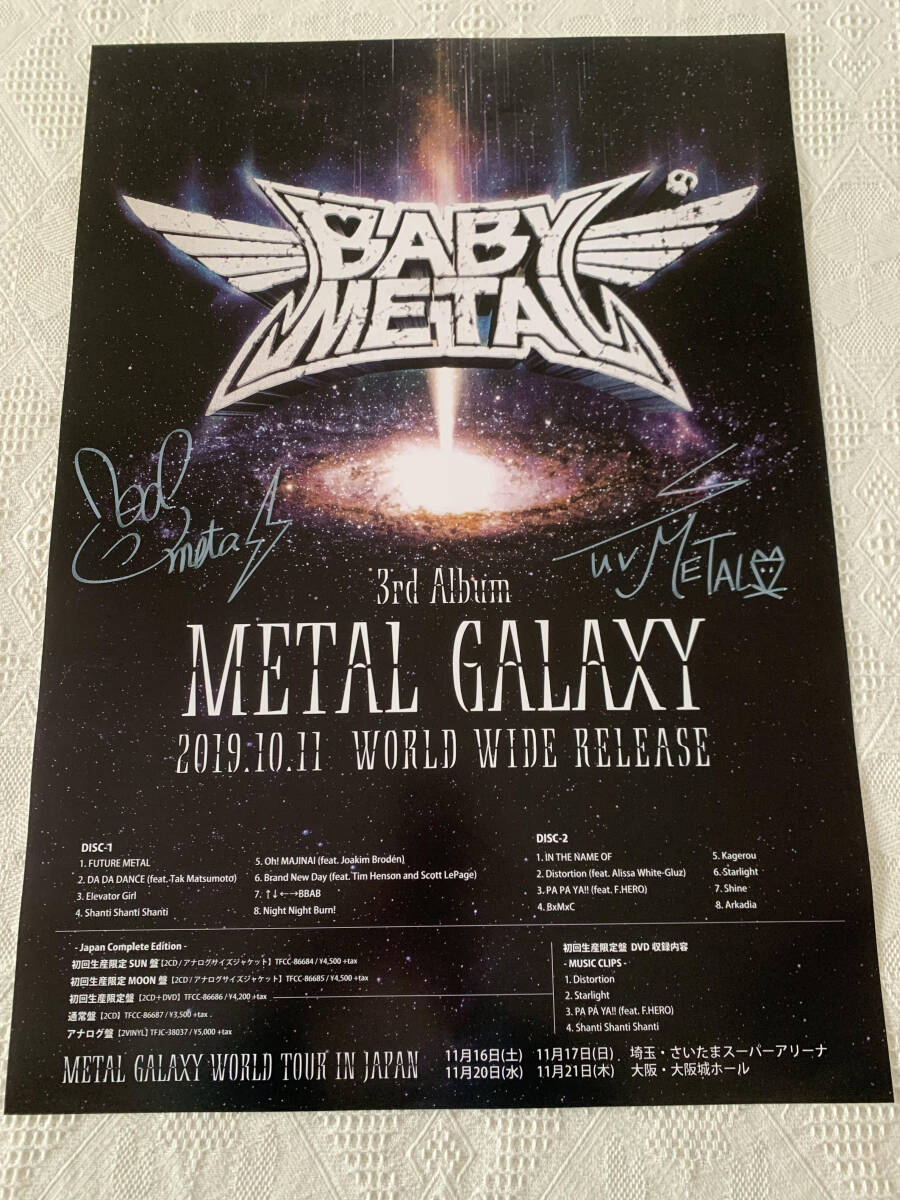 BABY
METAL
meta
METAL
3rd Album
METAL GALAXY
2019.10.11 WORLD WIDE RELEASE
DISC-1
1. FUTURE METAL
2. DA DA DANCE (feat. Tak Matsumoto)
3. Elevator Girl
4. Shanti Shanti Shanti
5. Oh! MAJINAI (feat. Joakim Brodén)
6. Brand New Day (feat. Tim Henson and Scott LePage)
7. ↑↓←→BBAB
8. Night Night Burn!
DISC-2
1. IN THE NAME OF
2. Distortion (feat. Alissa White-Gluz)
3. PA PA YA!! (feat. F.HERO)
4. BxMxC
5. Kagerou
6. Starlight
7. Shine
8. Arkadia
- Japan Complete Edition -
初回生産限定 SUN 盤【2CD / アナログサイズジャケット】TFCC-86684 / ¥4,500 +tax
初回生産限定 MOON 盤【2CD / アナログサイズジャケット】TFCC-86685 / ¥4,500 +tax
初回生産限定盤【2CD+DVD】TFCC-86686 / ¥4,200 +tax
通常盤【2CD】TFCC-86687 / ¥3,500 +tax
アナログ盤【2VINYL】TFJC-38037 / ¥5,000 +tax
初回生産限定盤 DVD 収録内容
- MUSIC CLIPS -
1. Distortion
2. Starlight
3. PA PA YA!! (feat. F.HERO)
4. Shanti Shanti Shanti
METAL GALAXY WORLD TOUR IN JAPAN
11月16日(土) 11月17日(日) 埼玉・さいたまスーパーアリーナ
11月20日(水) 11月21日(木) 大阪・大阪城ホール